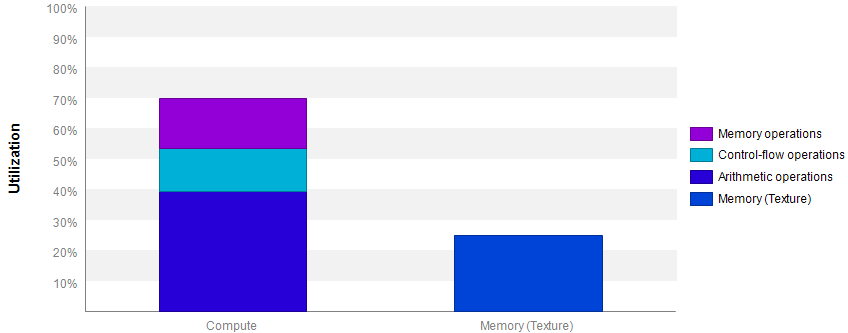 100%
90%
80%
70%
60%
50%
40%
30%
20%
10%
Utilization
Compute
Memory (Texture)
Memory operations
Control-flow operations
Arithmetic operations
Memory (Texture)